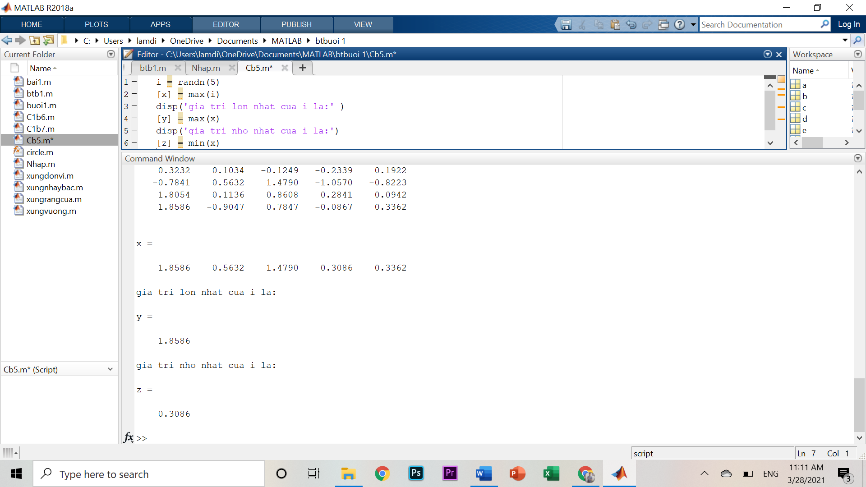 MATLAB R2018a
HOME PLOTS APPS EDITOR PUBLISH VIEW Search Documentation Log In
C: Users lamdi OneDrive Documents MATLAB btbuoi 1
Current Folder
Name
bai1.m
btb1.m
buoi1.m
C1b6.m
C1b7.m
Cb5.m*
circle.m
Nhap.m
xungdonvi.m
xungnhaybac.m
xungrangcua.m
xungvuong.m
Cb5.m* (Script)
Editor - C:\Users\lamdi\OneDrive\Documents\MATLAB\btbuoi 1\Cb5.m*
btb1.m Nhap.m Cb5.m* +
1 - i = randn(5)
2 - [x] = max(i)
3 - disp('gia tri lon nhat cua i la:' )
4 - [y] = max(x)
5 - disp('gia tri nho nhat cua i la:')
6 - [z] = min(x)
Workspace
Name
a
b
c
d
e
Command Window
0.3232 0.1034 -0.1249 -0.2339 0.1922
-0.7841 0.5632 1.4790 -1.0570 -0.8223
1.8054 0.1136 0.8608 0.2841 0.0942
1.8586 -0.9047 0.7847 -0.0867 0.3362
x =
1.8586 0.5632 1.4790 0.3086 0.3362
gia tri lon nhat cua i la:
y =
1.8586
gia tri nho nhat cua i la:
z =
0.3086
fx >>
script Ln 7 Col 1
Type here to search
ENG
11:11 AM
3/28/2021
3